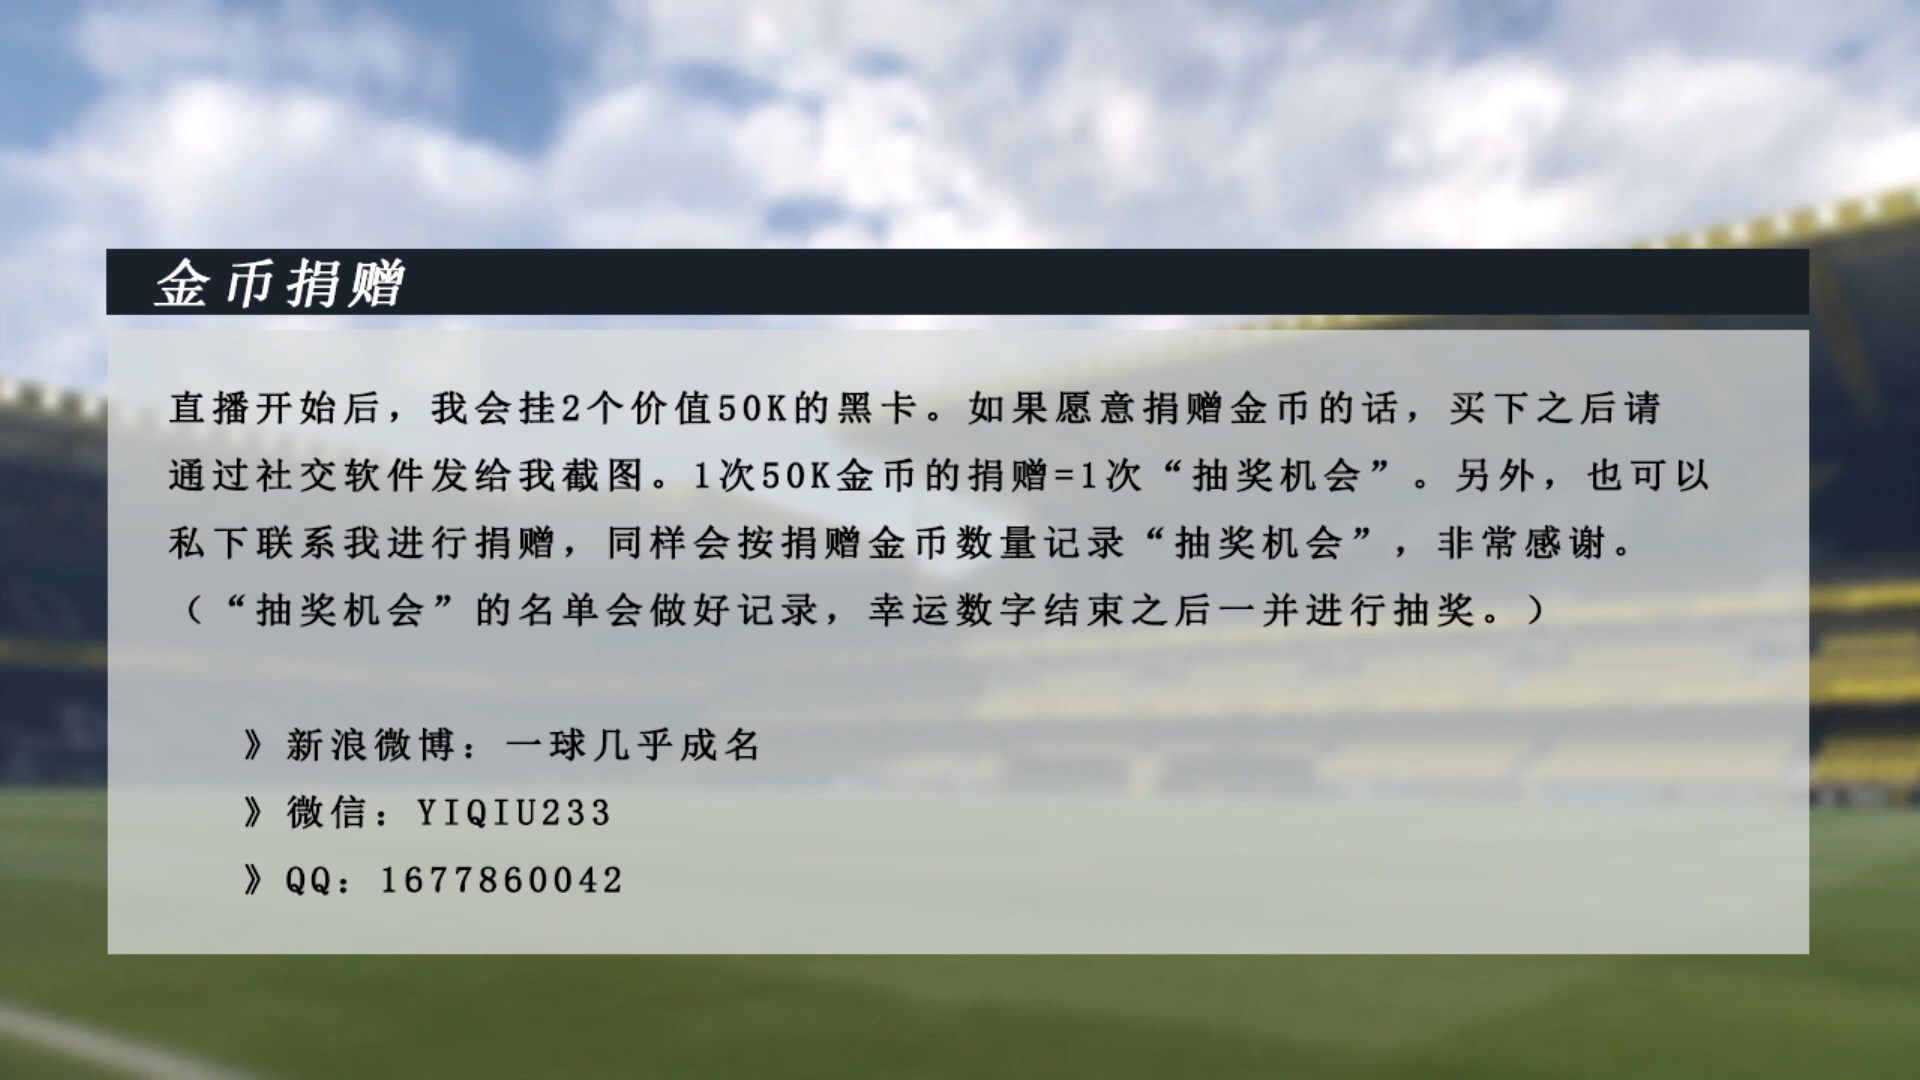 金币捐赠
直播开始后，我会挂2个价值50K的黑卡。如果愿意捐赠金币的话，买下之后请
通过社交软件发给我截图。1次50K金币的捐赠=1次“抽奖机会”。另外，也可以
私下联系我进行捐赠，同样会按捐赠金币数量记录“抽奖机会”，非常感谢。
（“抽奖机会”的名单会做好记录，幸运数字结束之后一并进行抽奖。）
》新浪微博：一球几乎成名
》微信：YIQIU233
》QQ：1677860042